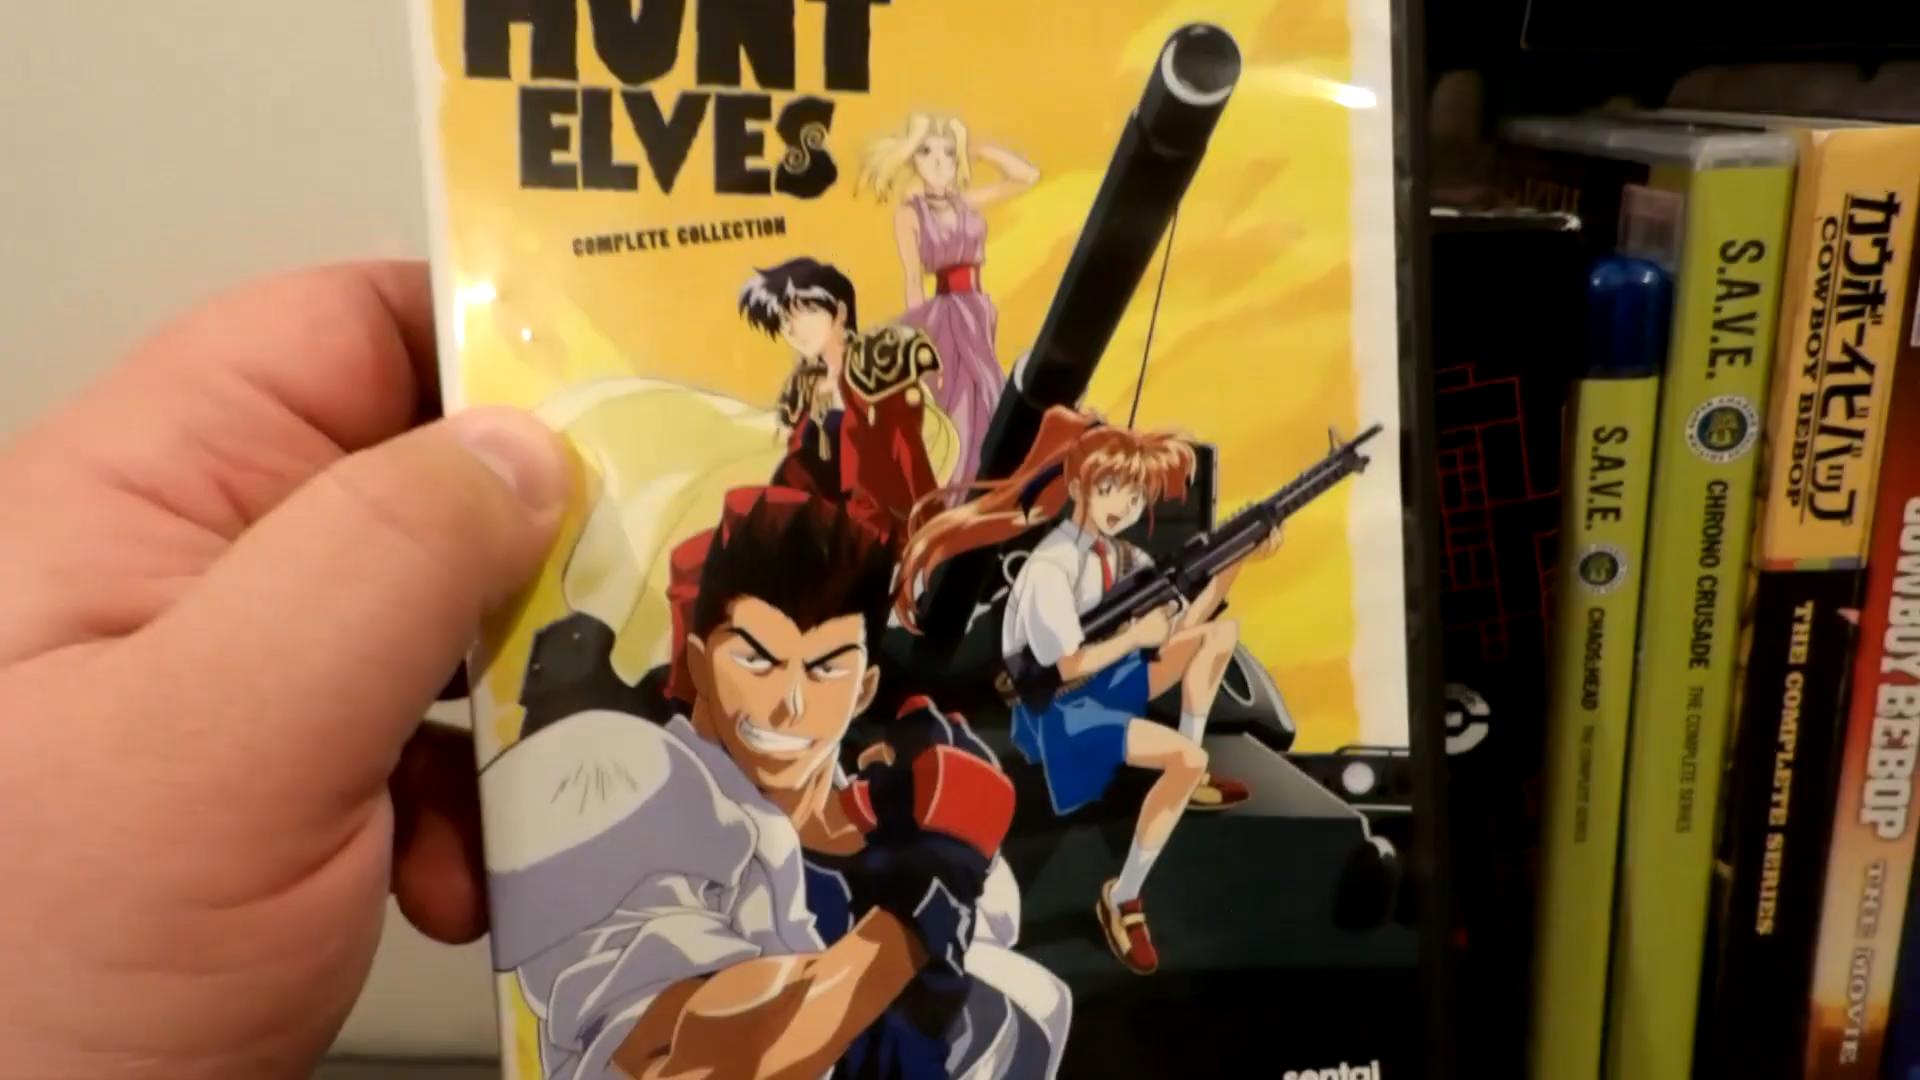 HUNT
ELVES
COMPLETE COLLECTION
sentai
S.A.V.E.
CHAOS;HEAD
THE COMPLETE SERIES
S.A.V.E.
CHRONO CRUSADE
THE COMPLETE SERIES
カウボーイビバップ
COWBOY BEBOP
THE COMPLETE SERIES
COWBOY BEBOP
THE MOVIE